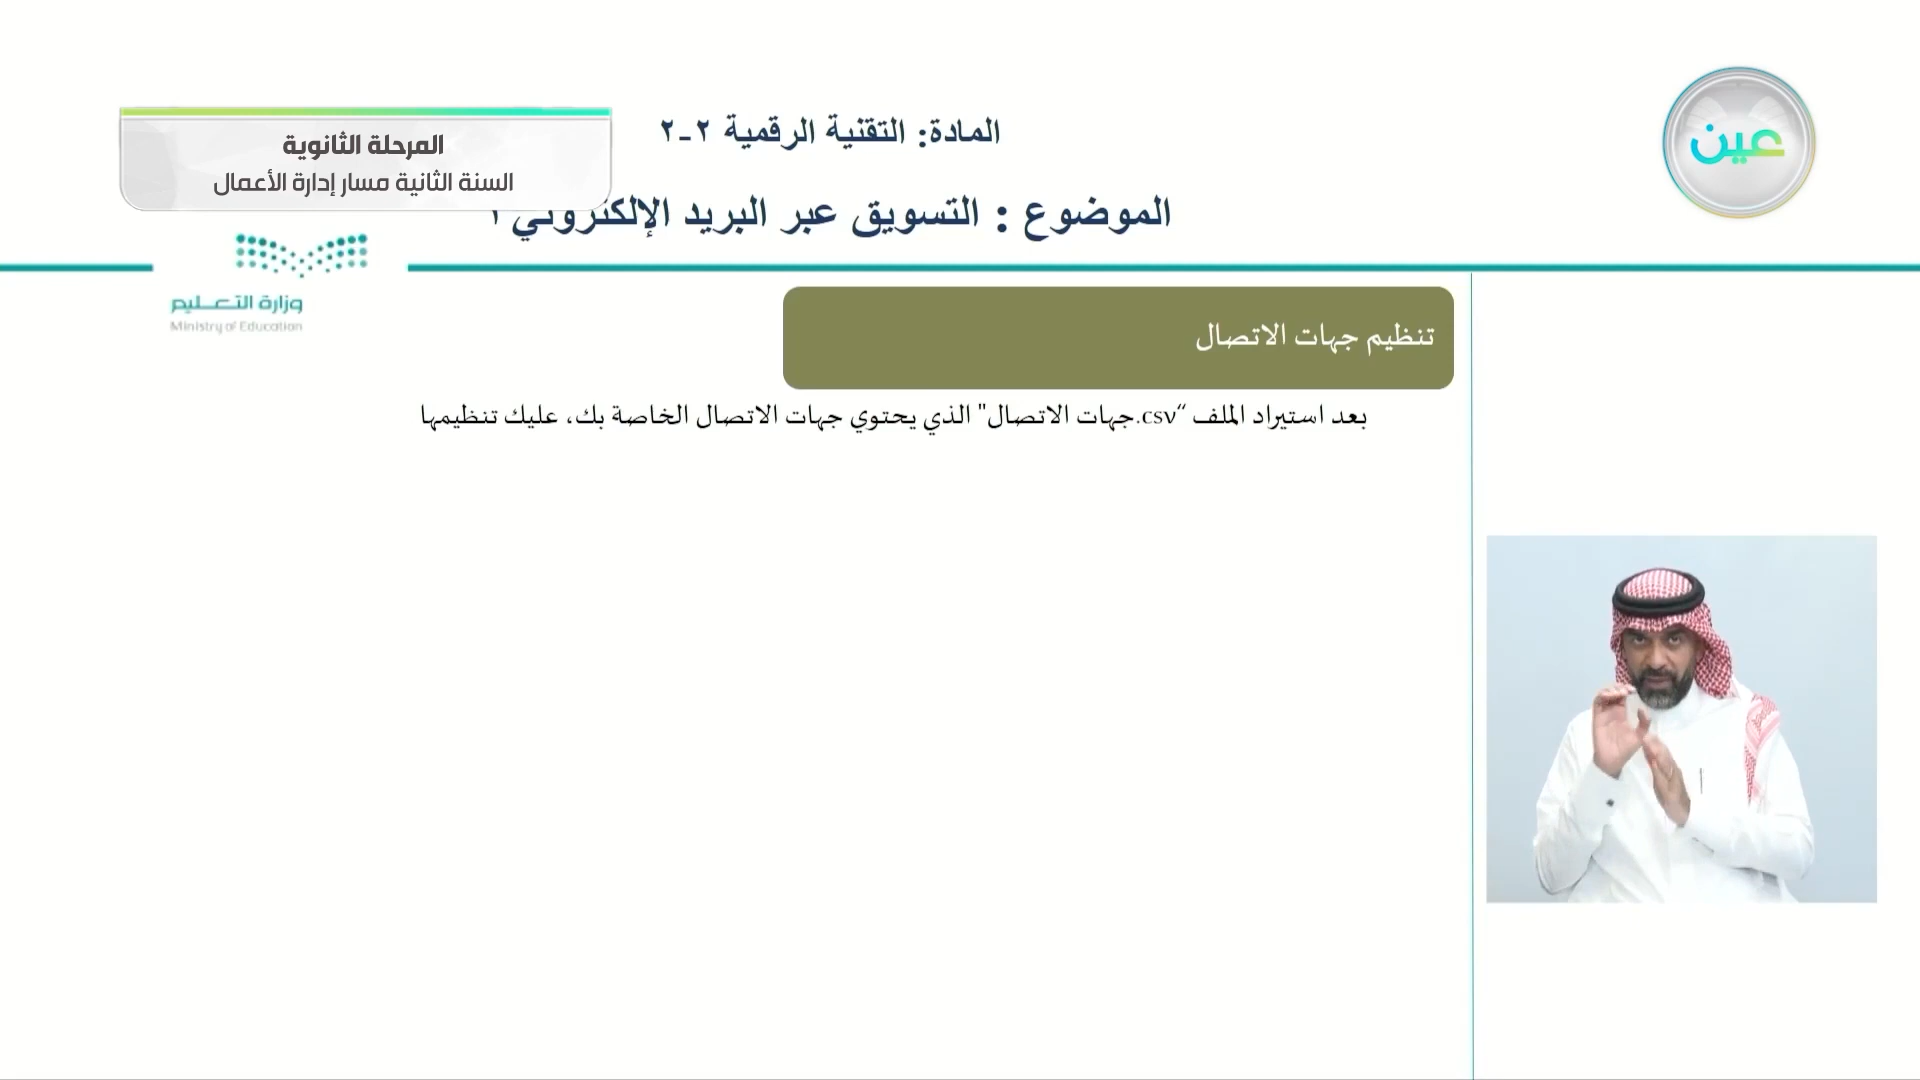 عين
المادة: التقنية الرقمية ٢-٢
المرحلة الثانوية
السنة الثانية مسار إدارة الأعمال
الموضوع : التسويق عبر البريد الإلكتروني ١
وزارة التعليم
Ministry of Education
تنظيم جهات الاتصال
بعد استيراد الملف “csv.جهات الاتصال" الذي يحتوي جهات الاتصال الخاصة بك، عليك تنظيمها